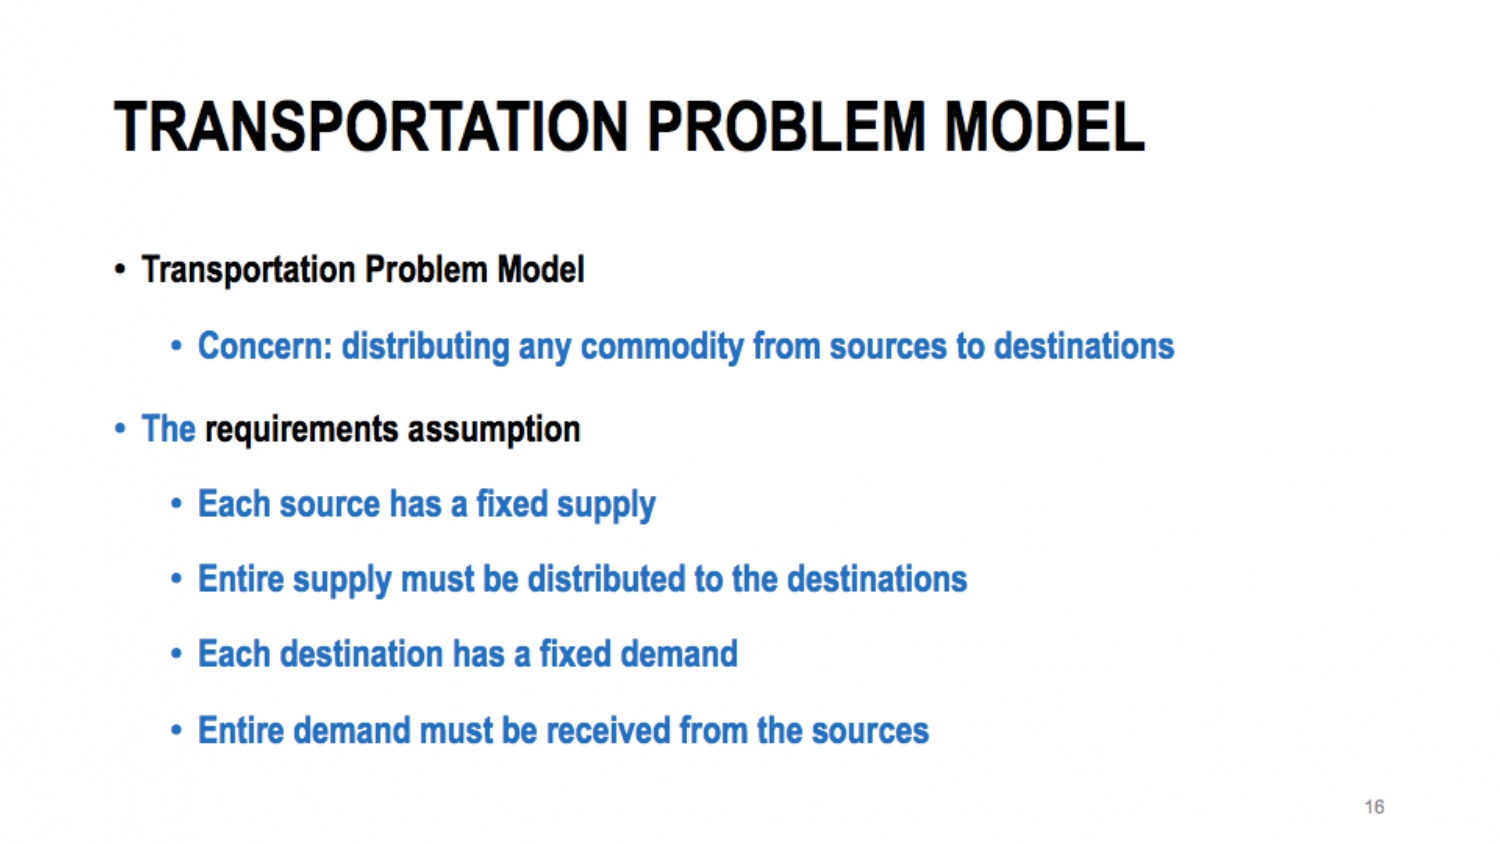 TRANSPORTATION PROBLEM MODEL
• Transportation Problem Model
• Concern: distributing any commodity from sources to destinations
• The requirements assumption
• Each source has a fixed supply
• Entire supply must be distributed to the destinations
• Each destination has a fixed demand
• Entire demand must be received from the sources
16